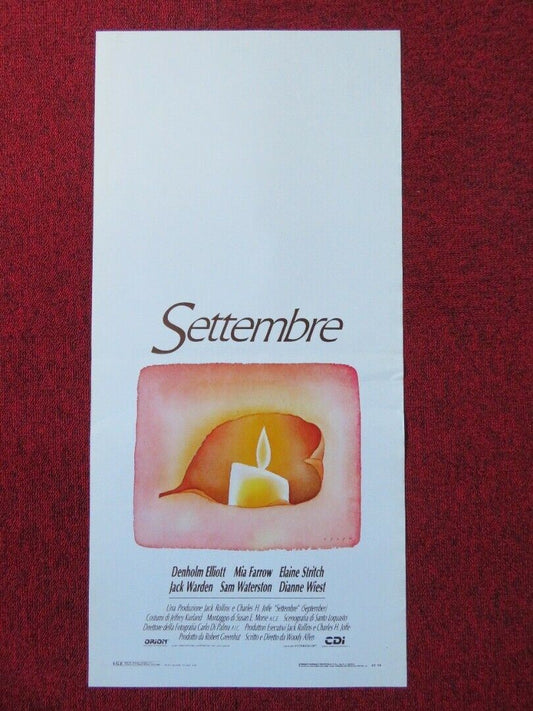 Settembre
Denholm Elliott Mia Farrow Elaine Stritch
Jack Warden Sam Waterston Dianne Wiest
Una Produzione Jack Rollins e Charles H. Joffe "Settembre" (September)
Costumi di Jeffrey Kurland Montaggio di Susan E. Morse A.C.E. Scenografia di Santo Loquasto
Direttore della Fotografia Carlo Di Palma A.I.C. Produttori Esecutivi Jack Rollins e Charles H. Joffe
Prodotto da Robert Greenhut Scritto e Diretto da Woody Allen
ORION CDI